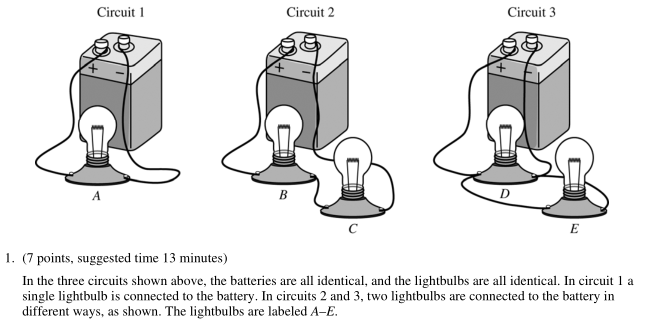 Circuit 1 Circuit 2 Circuit 3
+ − + − + −
A B D
C E
1. (7 points, suggested time 13 minutes)
In the three circuits shown above, the batteries are all identical, and the lightbulbs are all identical. In circuit 1 a
single lightbulb is connected to the battery. In circuits 2 and 3, two lightbulbs are connected to the battery in
different ways, as shown. The lightbulbs are labeled A–E.